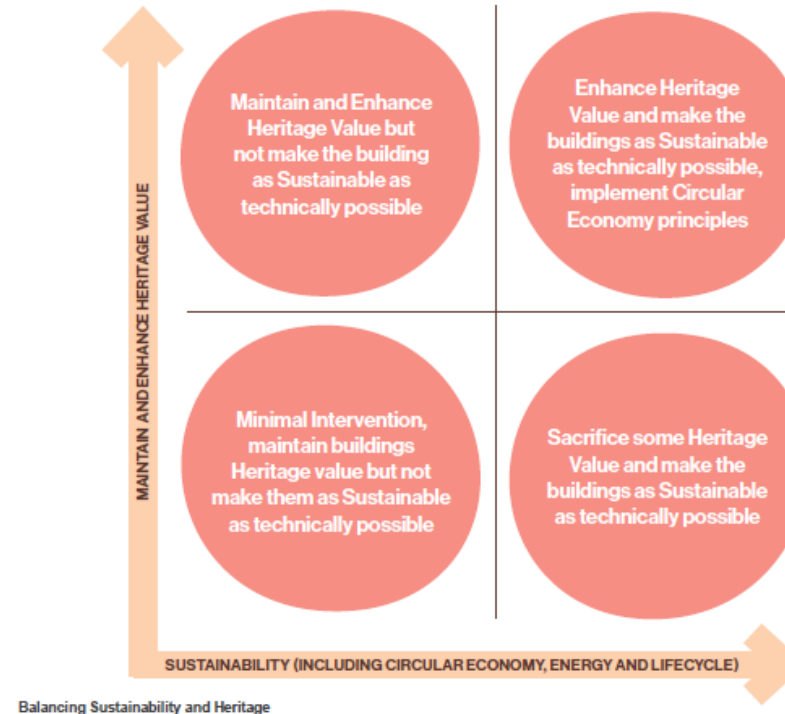 Maintain and Enhance
Heritage Value but
not make the building
as Sustainable as
technically possible
Enhance Heritage
Value and make the
buildings as Sustainable
as technically possible,
implement Circular
Economy principles
MAINTAIN AND ENHANCE HERITAGE VALUE
Minimal Intervention,
maintain buildings
Heritage value but not
make them as Sustainable
as technically possible
Sacrifice some Heritage
Value and make the
buildings as Sustainable
as technically possible
SUSTAINABILITY (INCLUDING CIRCULAR ECONOMY, ENERGY AND LIFECYCLE)
Balancing Sustainability and Heritage